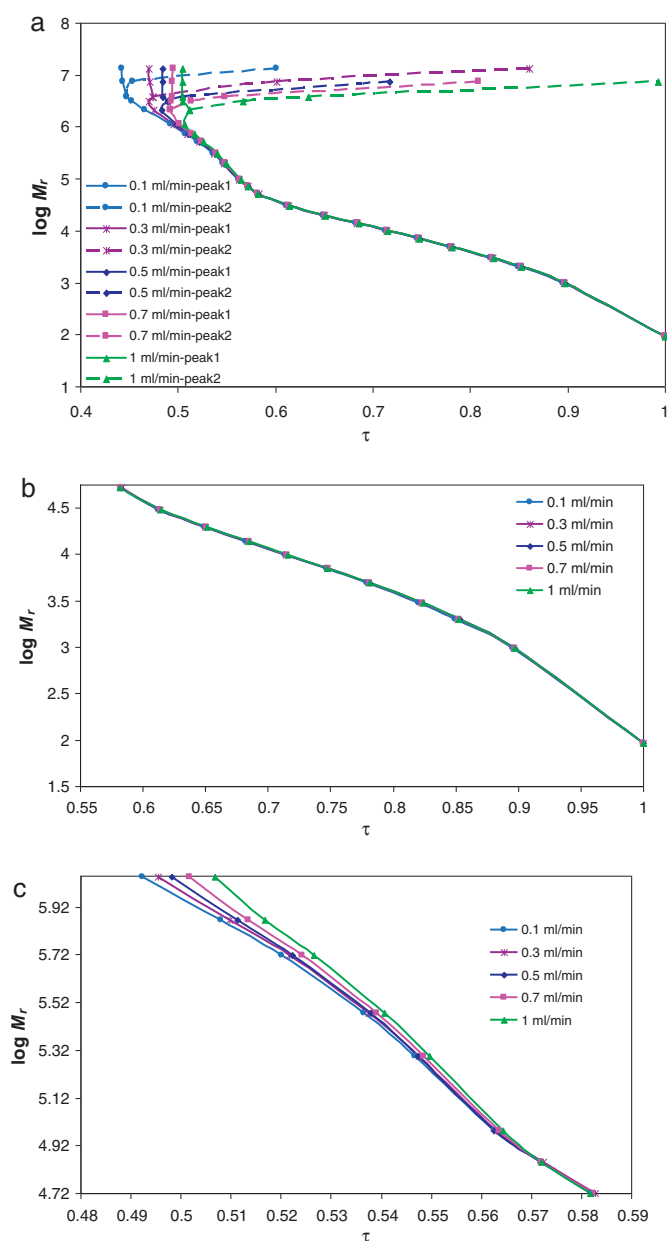 a
8
7
6
5
4
3
2
1
log Mr
0.1 ml/min-peak1
0.1 ml/min-peak2
0.3 ml/min-peak1
0.3 ml/min-peak2
0.5 ml/min-peak1
0.5 ml/min-peak2
0.7 ml/min-peak1
0.7 ml/min-peak2
1 ml/min-peak1
1 ml/min-peak2
0.4 0.5 0.6 0.7 0.8 0.9 1
τ
b
4.5
4
3.5
3
2.5
2
1.5
log Mr
0.1 ml/min
0.3 ml/min
0.5 ml/min
0.7 ml/min
1 ml/min
0.55 0.6 0.65 0.7 0.75 0.8 0.85 0.9 0.95 1
τ
c
5.92
5.72
5.52
5.32
5.12
4.92
4.72
log Mr
0.1 ml/min
0.3 ml/min
0.5 ml/min
0.7 ml/min
1 ml/min
0.48 0.49 0.5 0.51 0.52 0.53 0.54 0.55 0.56 0.57 0.58 0.59
τ